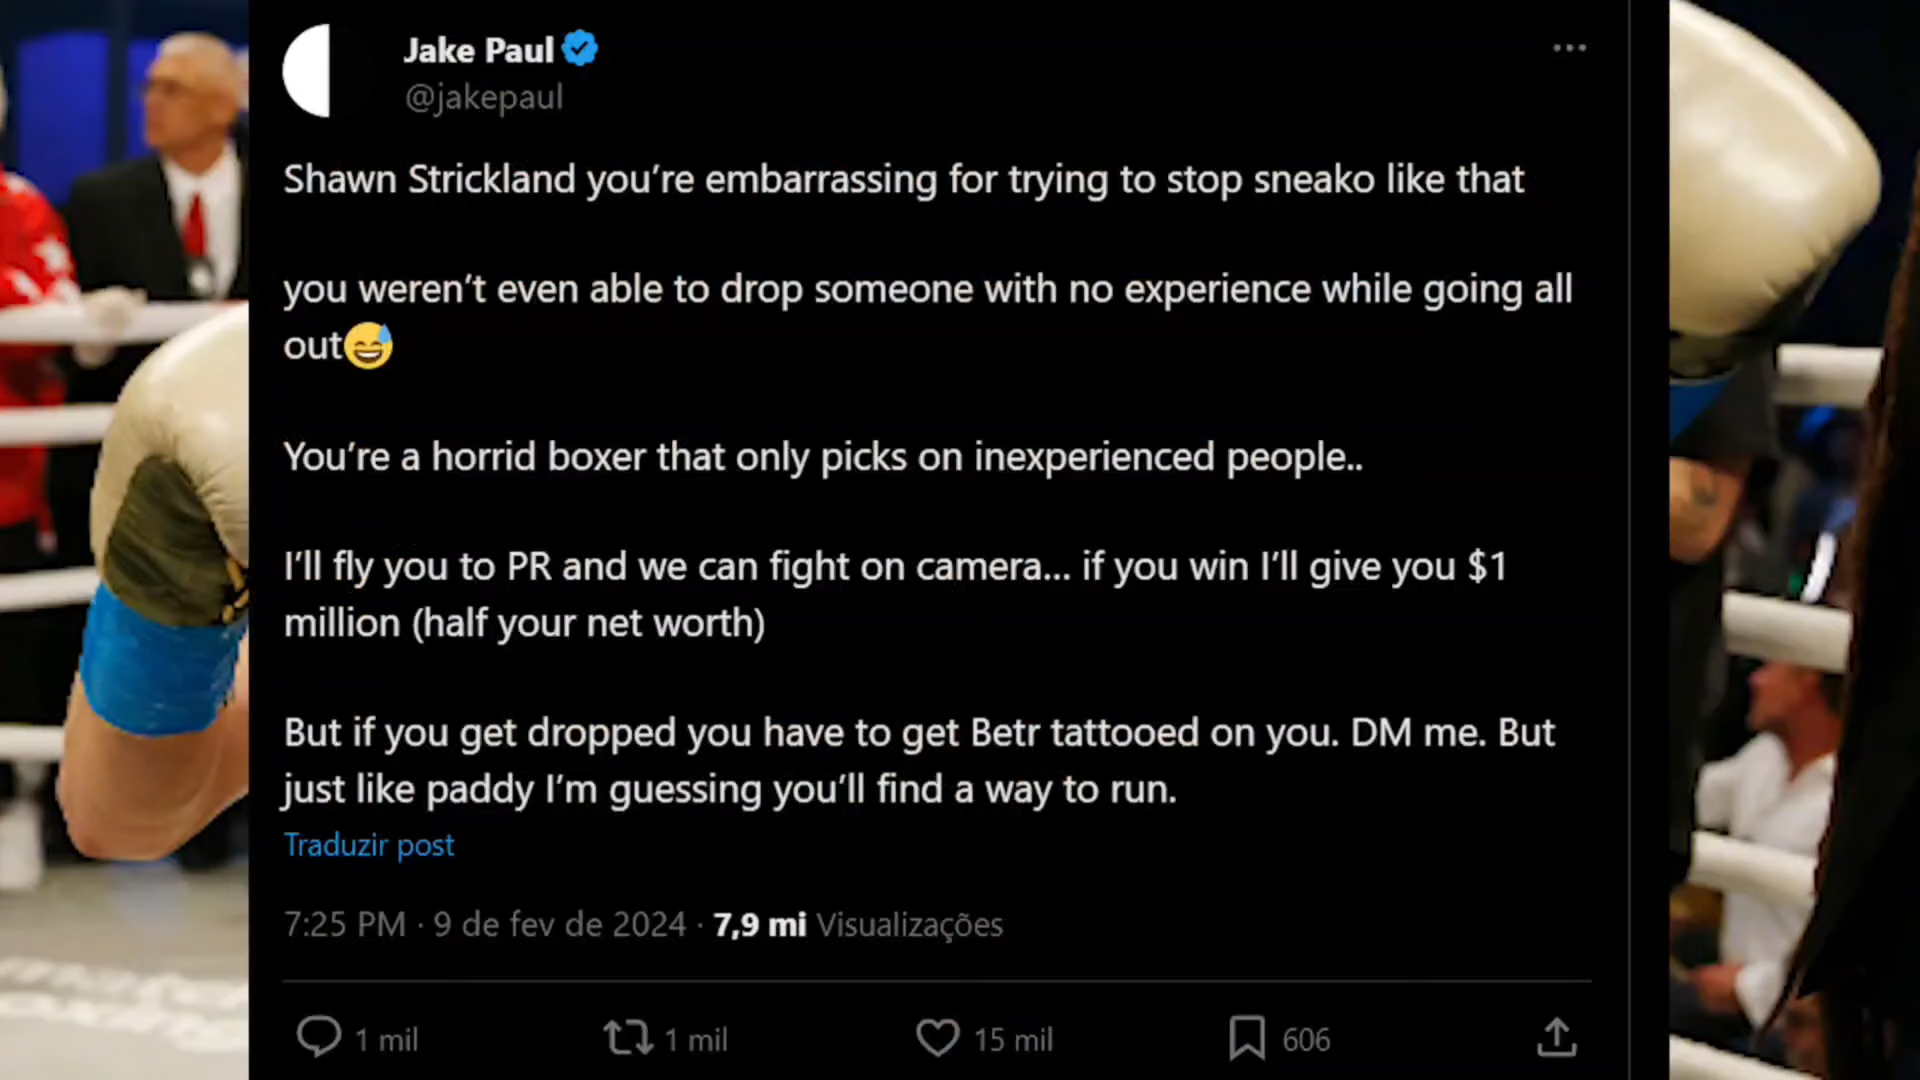 Jake Paul
@jakepaul
Shawn Strickland you’re embarrassing for trying to stop sneako like that
you weren’t even able to drop someone with no experience while going all
out😅
You’re a horrid boxer that only picks on inexperienced people..
I’ll fly you to PR and we can fight on camera... if you win I’ll give you $1
million (half your net worth)
But if you get dropped you have to get Betr tattooed on you. DM me. But
just like paddy I’m guessing you’ll find a way to run.
Traduzir post
7:25 PM · 9 de fev de 2024 · 7,9 mi Visualizações
1 mil 1 mil 15 mil 606